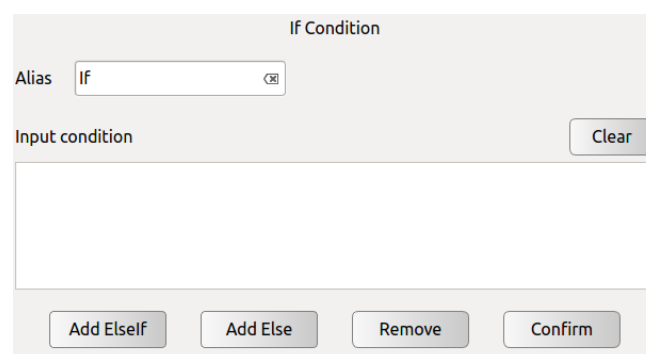 If Condition
Alias If
Input condition Clear
Add ElseIf Add Else Remove Confirm